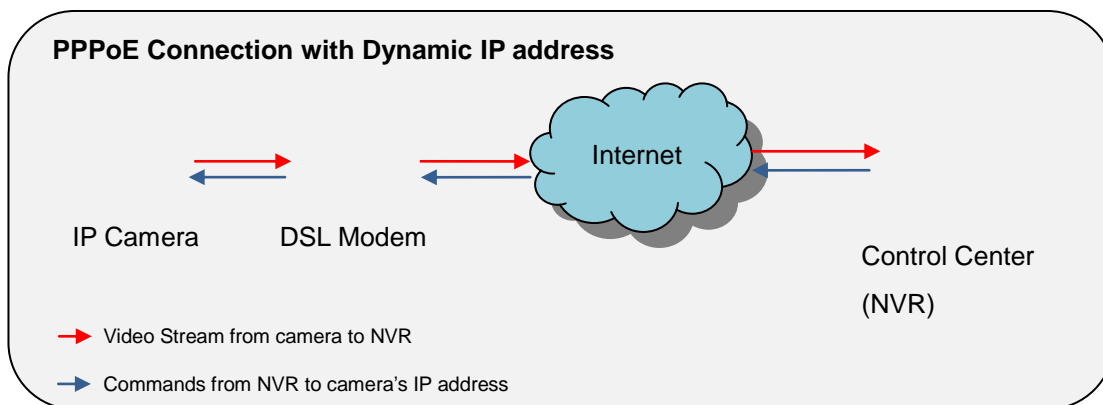 PPPoE Connection with Dynamic IP address
Internet
IP Camera
DSL Modem
Control Center
(NVR)
Video Stream from camera to NVR
Commands from NVR to camera's IP address